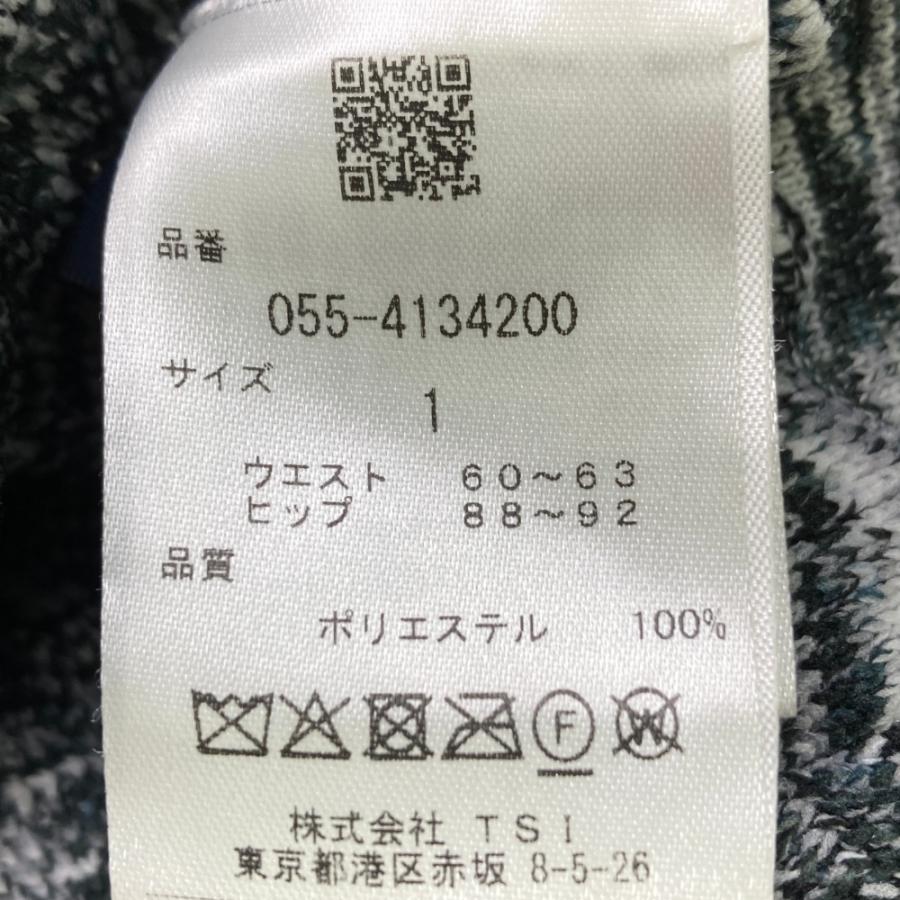 品番
055-4134200
サイズ
1
ウエスト 60～63
ヒップ 88～92
品質
ポリエステル 100%
F W
株式会社 TSI
東京都港区赤坂 8-5-26